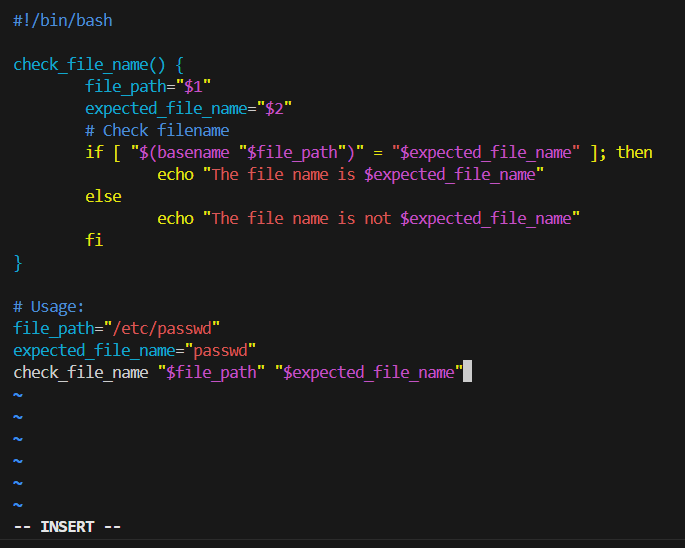 #!/bin/bash

check_file_name() {
        file_path="$1"
        expected_file_name="$2"
        # Check filename
        if [ "$(basename "$file_path")" = "$expected_file_name" ]; then
                echo "The file name is $expected_file_name"
        else
                echo "The file name is not $expected_file_name"
        fi
}

# Usage:
file_path="/etc/passwd"
expected_file_name="passwd"
check_file_name "$file_path" "$expected_file_name"
~
~
~
~
~
~
-- INSERT --